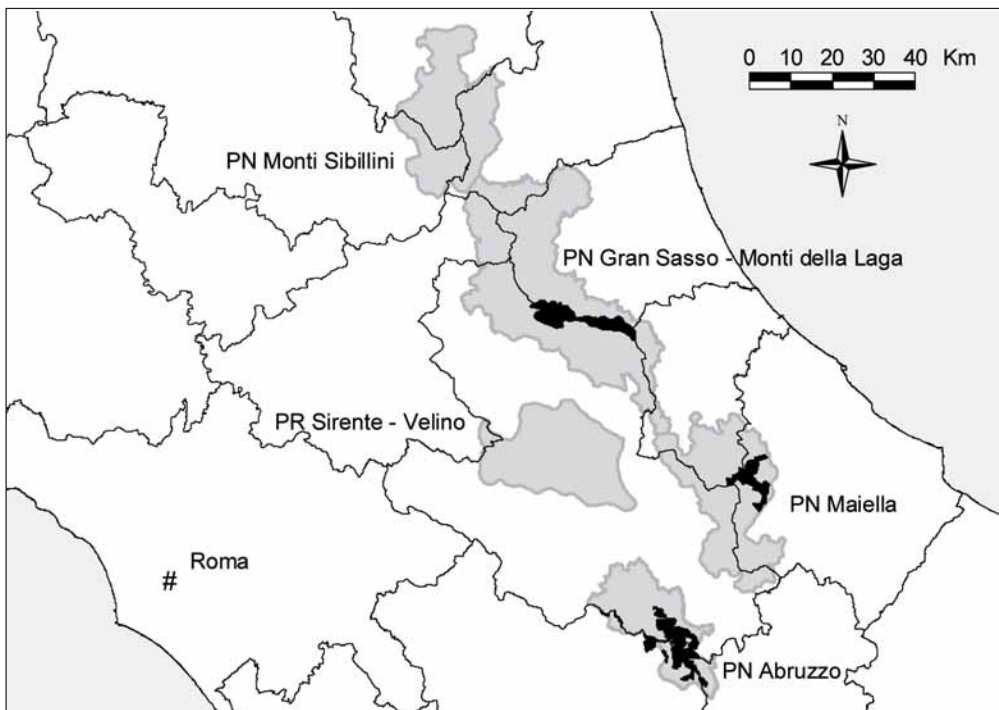 0 10 20 30 40 Km
N
PN Monti Sibillini
PN Gran Sasso - Monti della Laga
PR Sirente - Velino
PN Maiella
Roma
#
PN Abruzzo